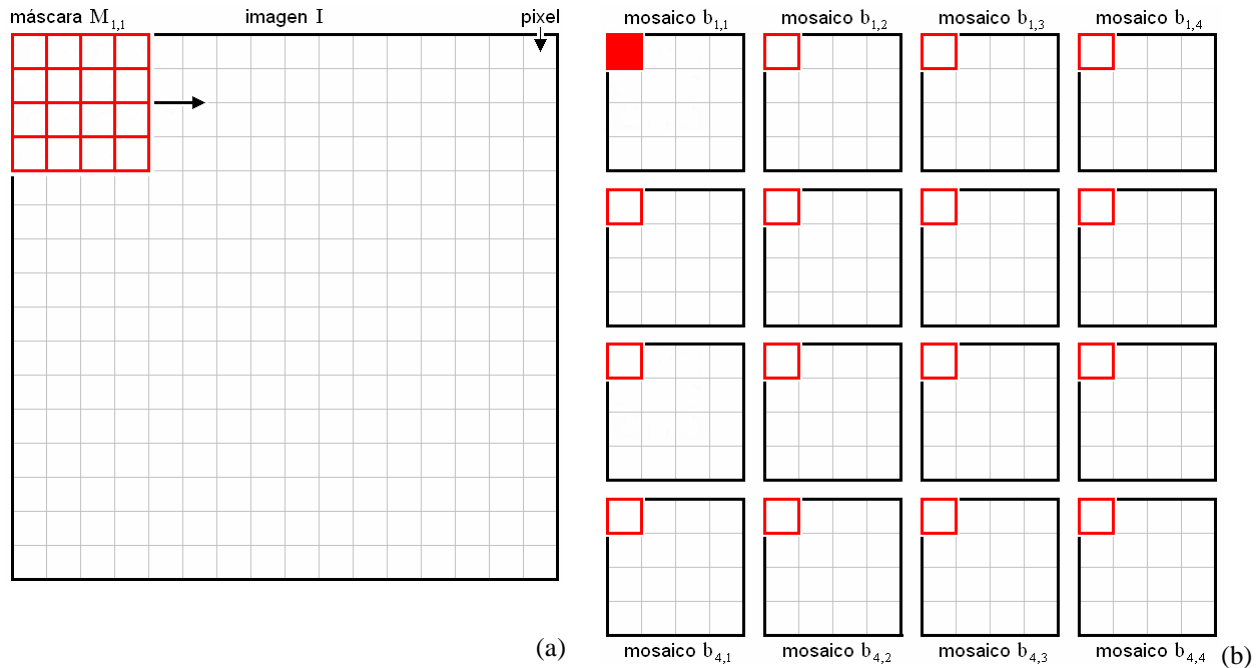 máscara M1,1
imagen I
pixel
(a)
mosaico b1,1
mosaico b1,2
mosaico b1,3
mosaico b1,4
mosaico b4,1
mosaico b4,2
mosaico b4,3
mosaico b4,4
(b)